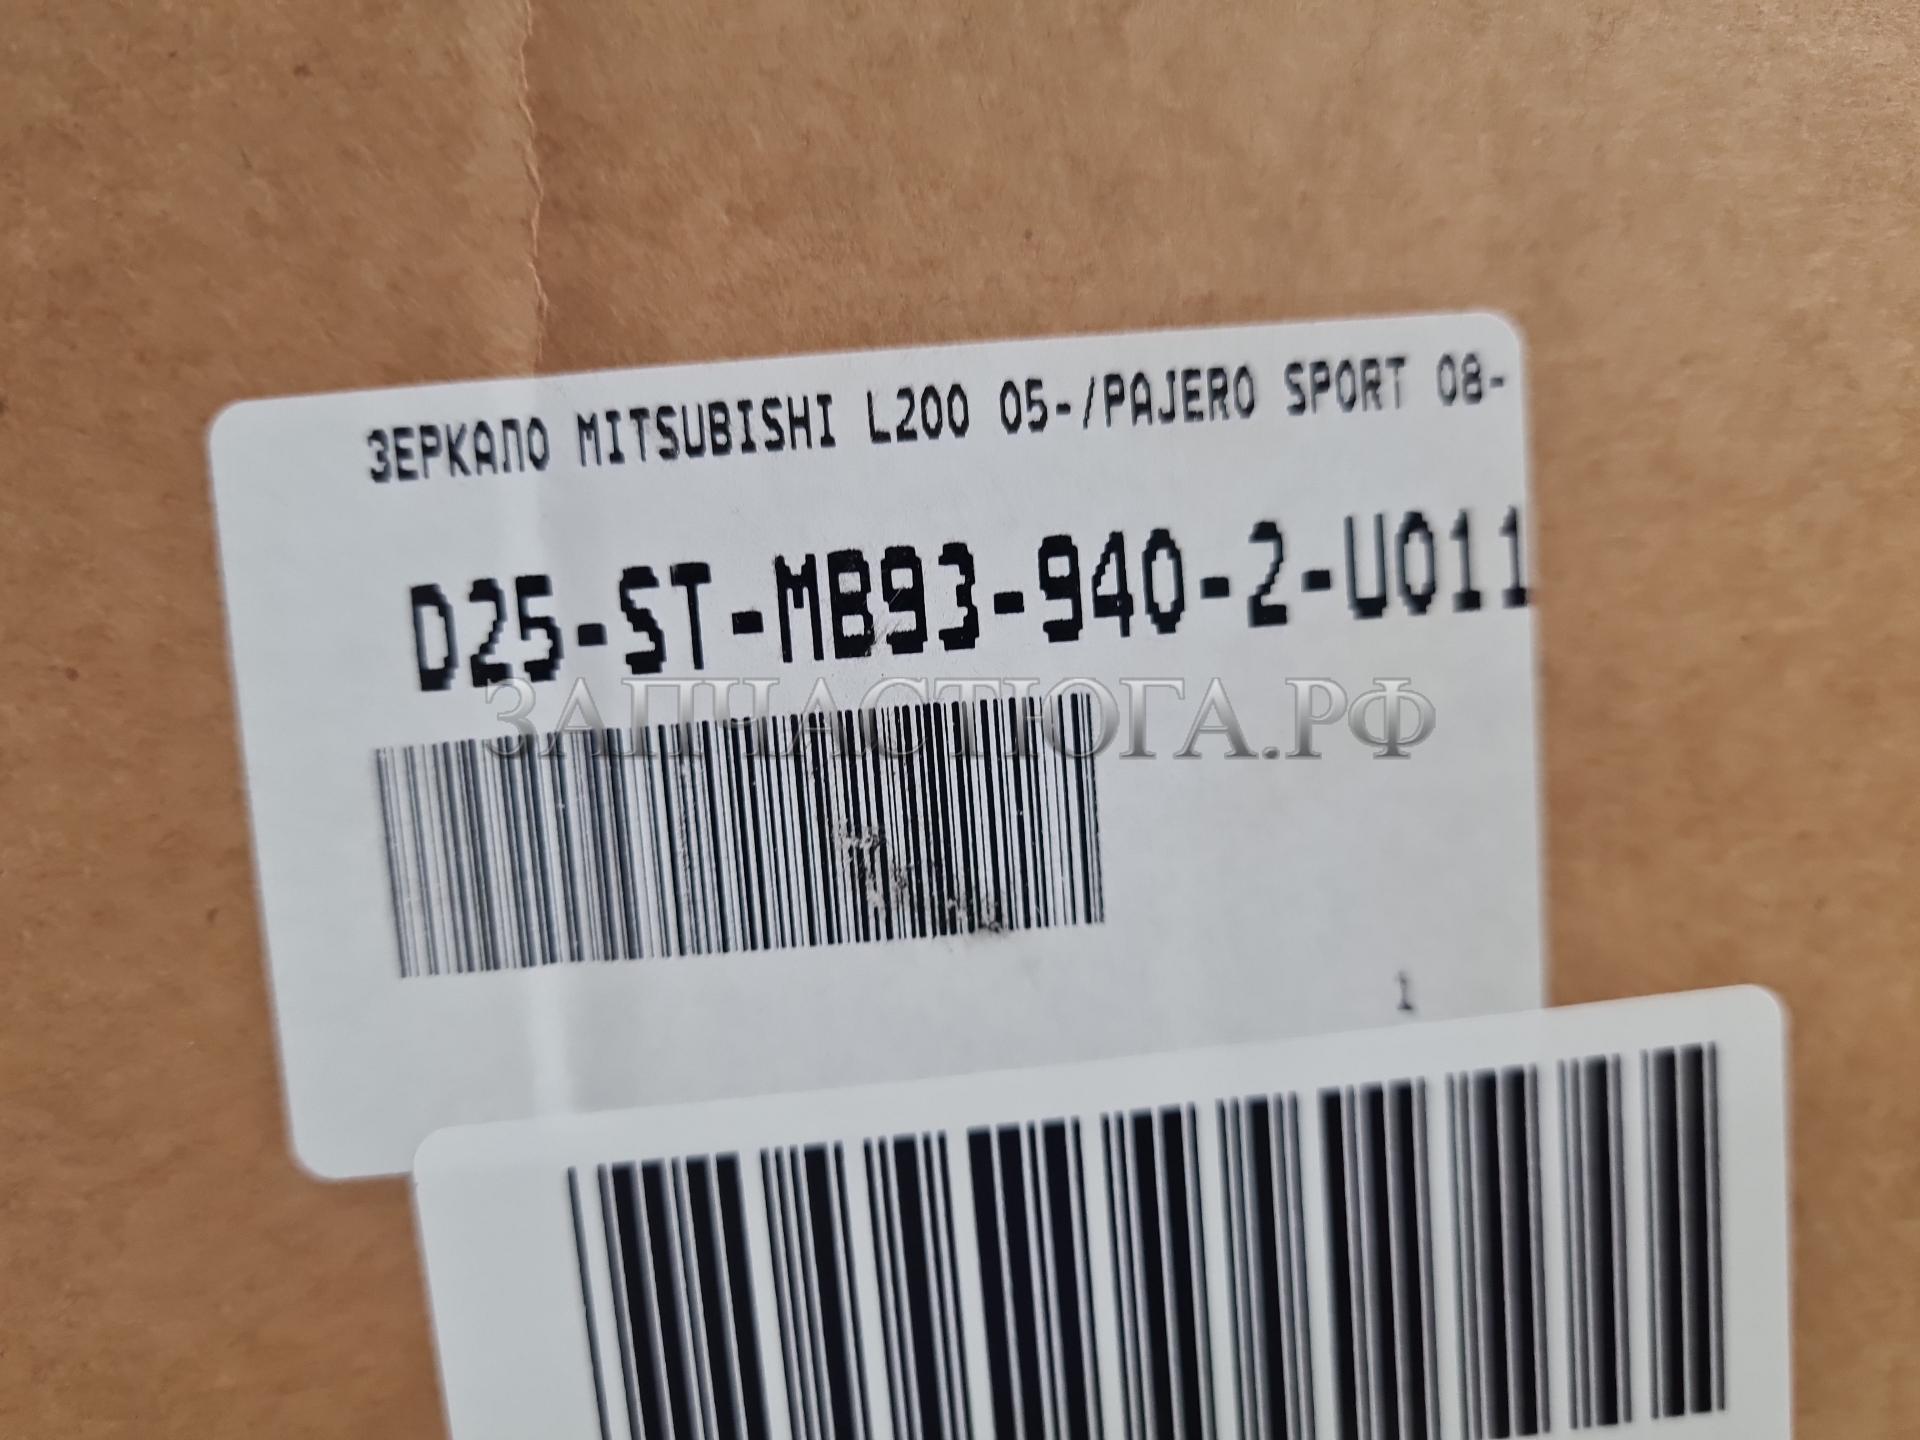 ЗЕРКАЛО MITSUBISHI L200 05-/PAJERO SPORT 08-
D25-ST-MB93-940-2-U011
ЗАПЧАСТЮГА.РФ
1